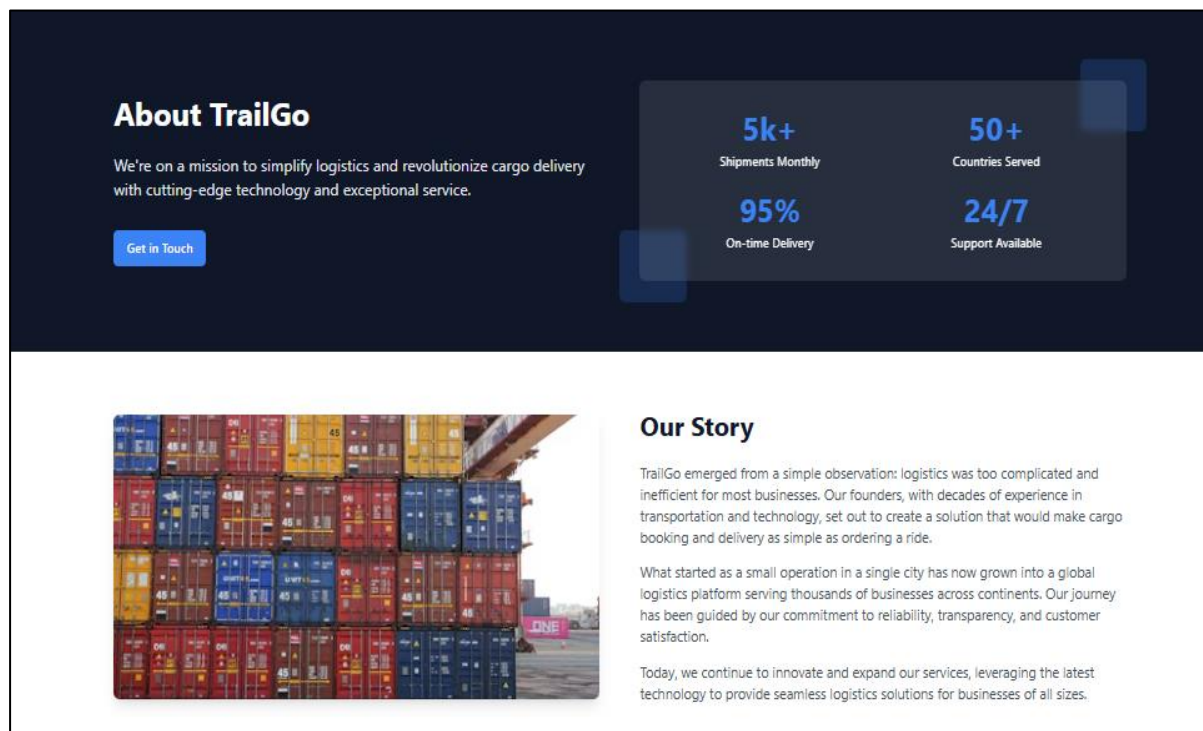 About TrailGo
We're on a mission to simplify logistics and revolutionize cargo delivery
with cutting-edge technology and exceptional service.
Get in Touch
5k+
Shipments Monthly
50+
Countries Served
95%
On-time Delivery
24/7
Support Available
Our Story
TrailGo emerged from a simple observation: logistics was too complicated and
inefficient for most businesses. Our founders, with decades of experience in
transportation and technology, set out to create a solution that would make cargo
booking and delivery as simple as ordering a ride.
What started as a small operation in a single city has now grown into a global
logistics platform serving thousands of businesses across continents. Our journey
has been guided by our commitment to reliability, transparency, and customer
satisfaction.
Today, we continue to innovate and expand our services, leveraging the latest
technology to provide seamless logistics solutions for businesses of all sizes.
ONE